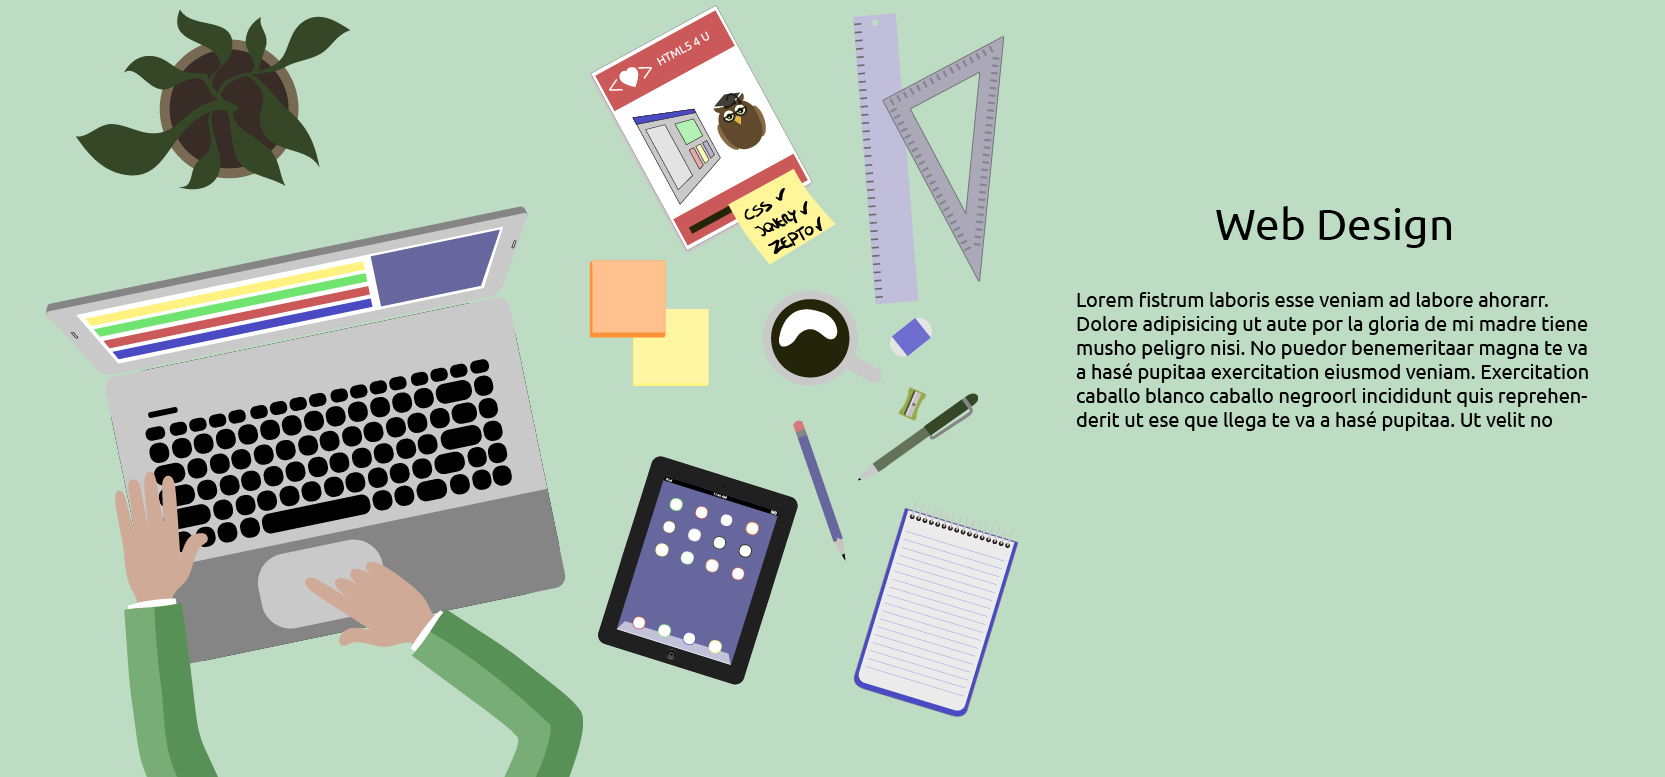 HTML5 4 U
CSS ✓
JQUERY ✓
ZEPTO ✓
Web Design
Lorem fistrum laboris esse veniam ad labore ahorarr.
Dolore adipisicing ut aute por la gloria de mi madre tiene
musho peligro nisi. No puedor benemeritaar magna te va
a hasé pupitaa exercitation eiusmod veniam. Exercitation
caballo blanco caballo negroorl incididunt quis reprehen-
derit ut ese que llega te va a hasé pupitaa. Ut velit no